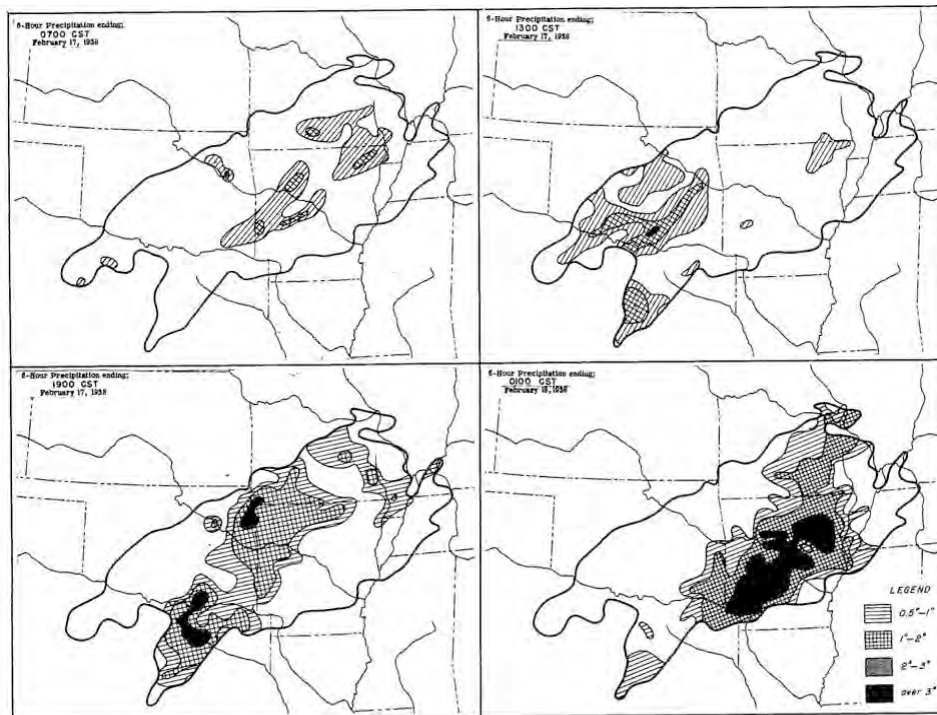 6-Hour Precipitation ending;
0700 CST
February 17, 1938
6-Hour Precipitation ending;
1300 CST
February 17, 1938
6-Hour Precipitation ending;
1900 CST
February 17, 1938
6-Hour Precipitation ending;
0100 CST
February 18, 1938
LEGEND
0.5"–1"
1"–2"
2"–3"
over 3"